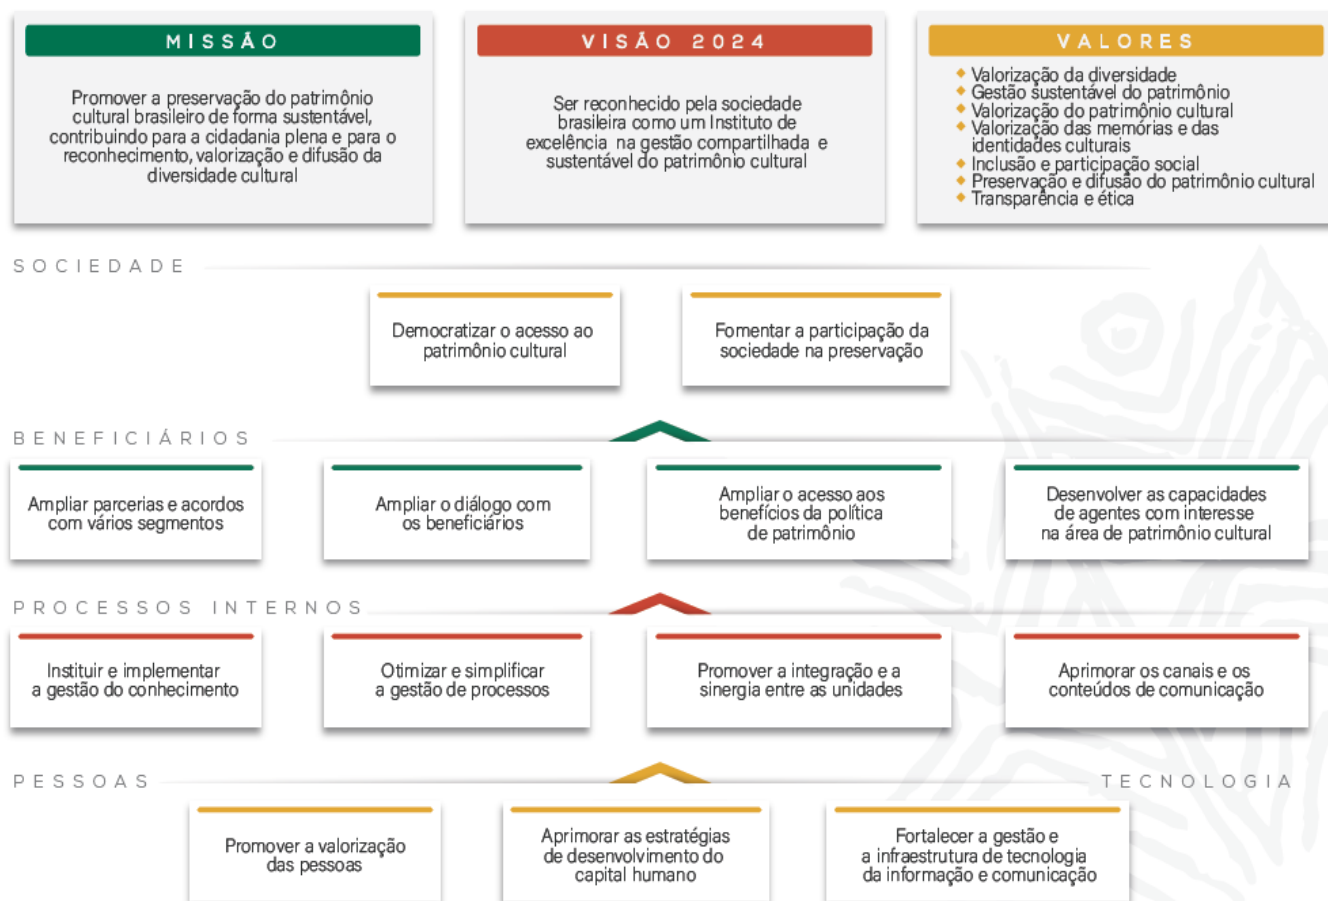 MISSÃO
Promover a preservação do patrimônio
cultural brasileiro de forma sustentável,
contribuindo para a cidadania plena e para o
reconhecimento, valorização e difusão da
diversidade cultural
VISÃO 2024
Ser reconhecido pela sociedade
brasileira como um Instituto de
excelência na gestão compartilhada e
sustentável do patrimônio cultural
VALORES
Valorização da diversidade
Gestão sustentável do patrimônio
Valorização do patrimônio cultural
Valorização das memórias e das
identidades culturais
Inclusão e participação social
Preservação e difusão do patrimônio cultural
Transparência e ética
SOCIEDADE
Democratizar o acesso ao
patrimônio cultural
Fomentar a participação da
sociedade na preservação
BENEFICIÁRIOS
Ampliar parcerias e acordos
com vários segmentos
Ampliar o diálogo com
os beneficiários
Ampliar o acesso aos
benefícios da política
de patrimônio
Desenvolver as capacidades
de agentes com interesse
na área de patrimônio cultural
PROCESSOS INTERNOS
Instituir e implementar
a gestão do conhecimento
Otimizar e simplificar
a gestão de processos
Promover a integração e a
sinergia entre as unidades
Aprimorar os canais e os
conteúdos de comunicação
PESSOAS
TECNOLOGIA
Promover a valorização
das pessoas
Aprimorar as estratégias
de desenvolvimento do
capital humano
Fortalecer a gestão e
a infraestrutura de tecnologia
da informação e comunicação